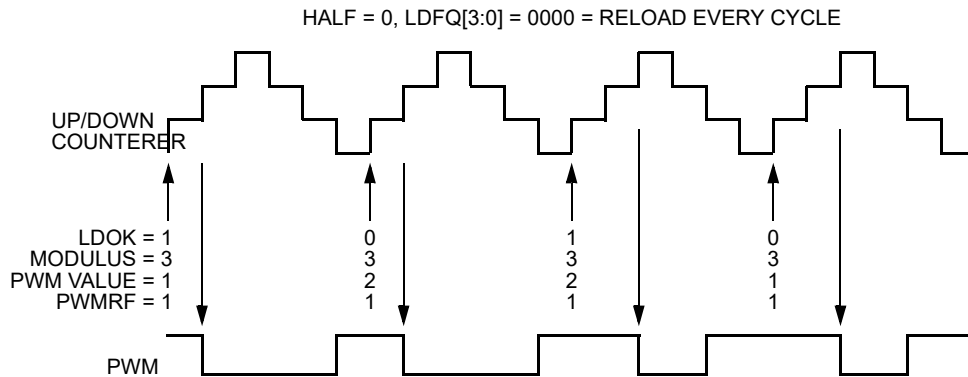 HALF = 0, LDFQ[3:0] = 0000 = RELOAD EVERY CYCLE
UP/DOWN
COUNTERER
LDOK = 1 0 1 0
MODULUS = 3 3 3 3
PWM VALUE = 1 2 2 1
PWMRF = 1 1 1 1
PWM